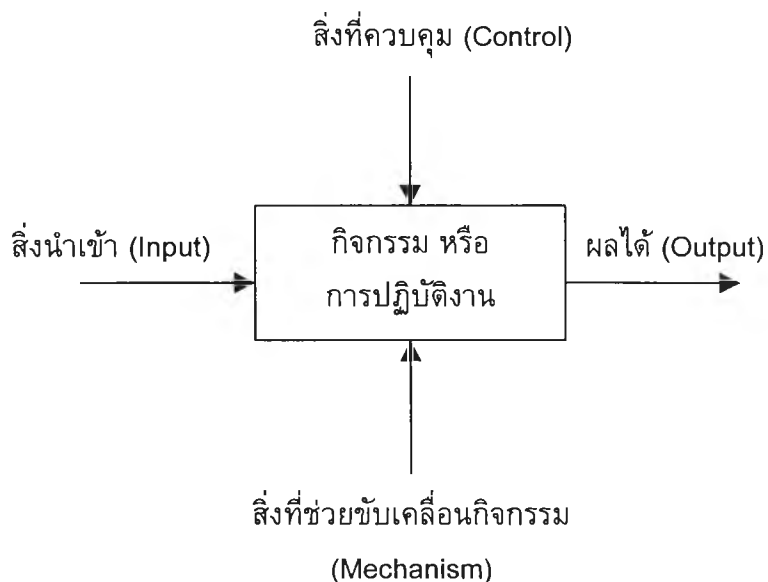 สิ่งที่ควบคุม (Control)
สิ่งนำเข้า (Input)
กิจกรรม หรือ
การปฏิบัติงาน
ผลได้ (Output)
สิ่งที่ช่วยขับเคลื่อนกิจกรรม
(Mechanism)